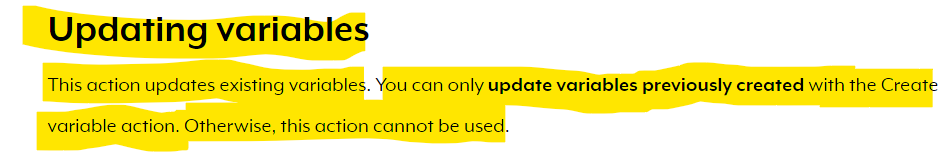 Updating variables
This action updates existing variables. You can only update variables previously created with the Create
variable action. Otherwise, this action cannot be used.